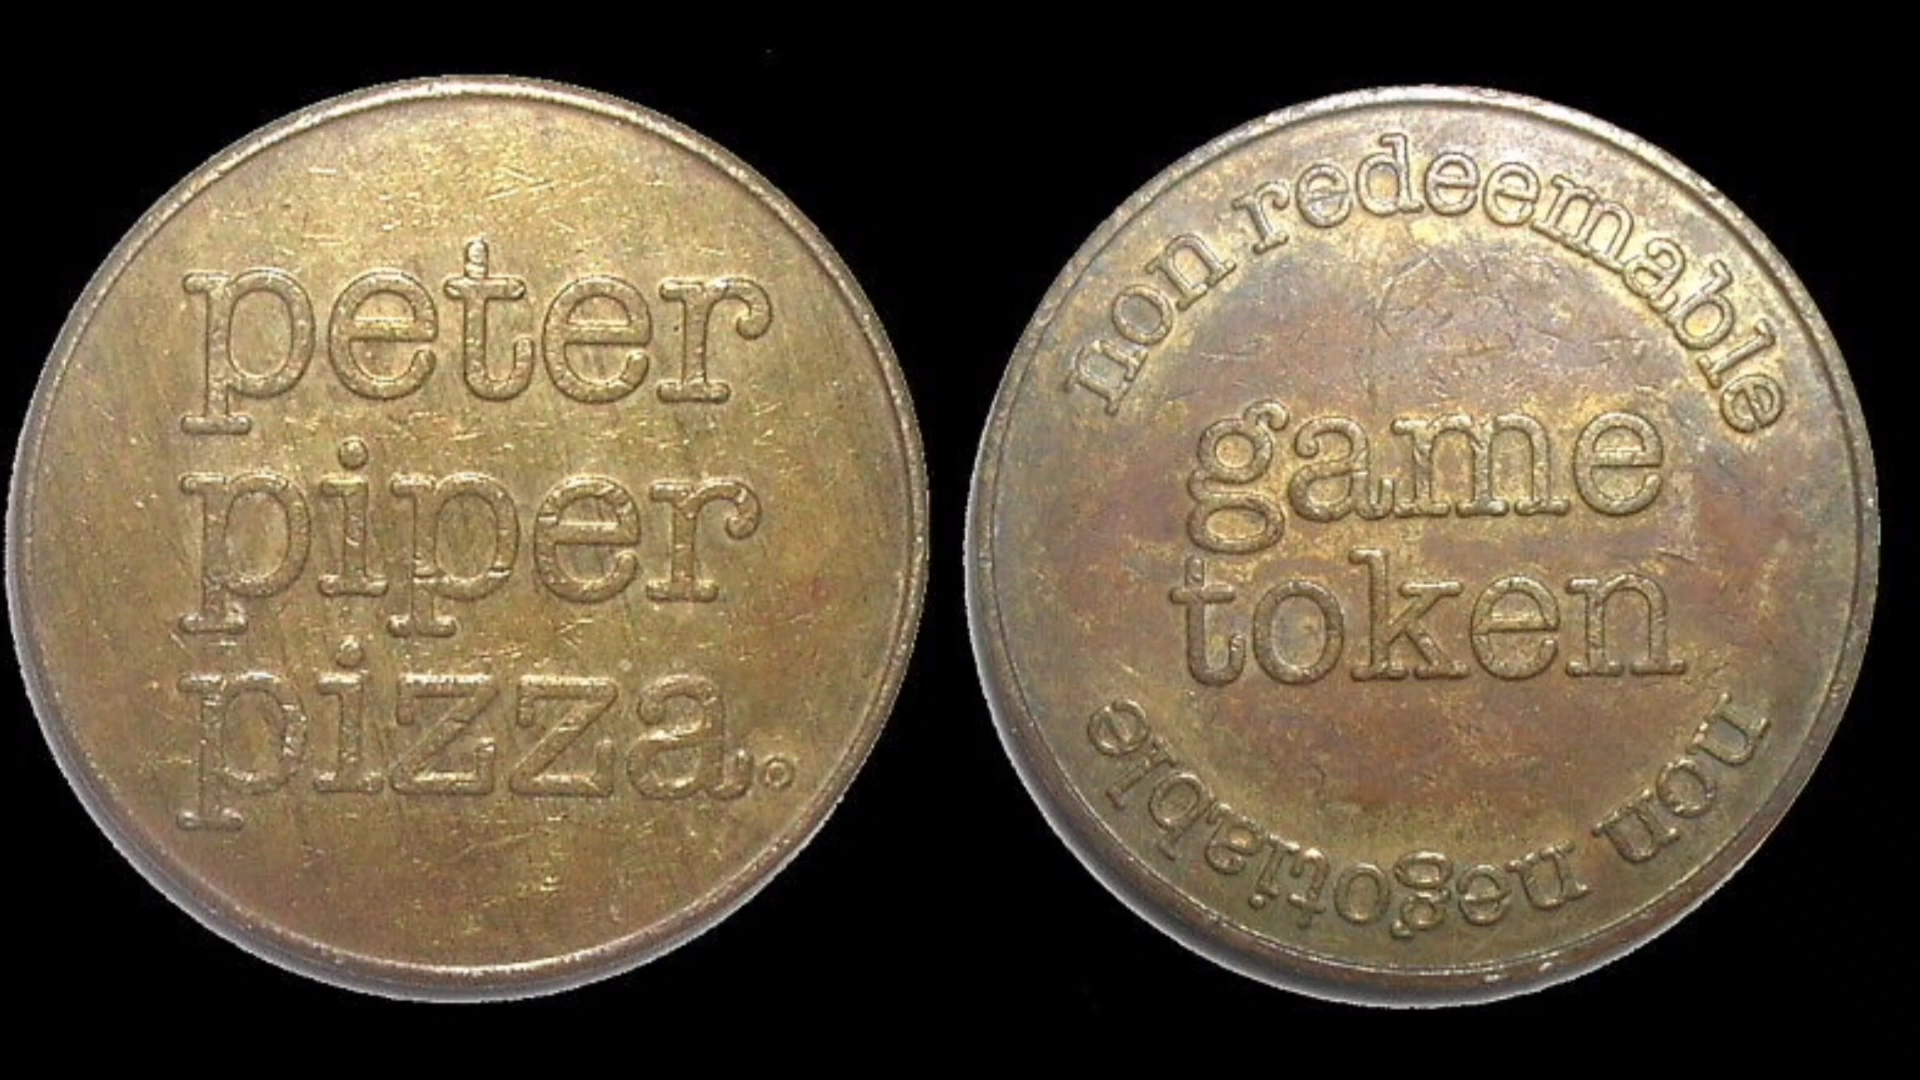 peter
piper
pizza.
non redeemable
game
token
non negotiable